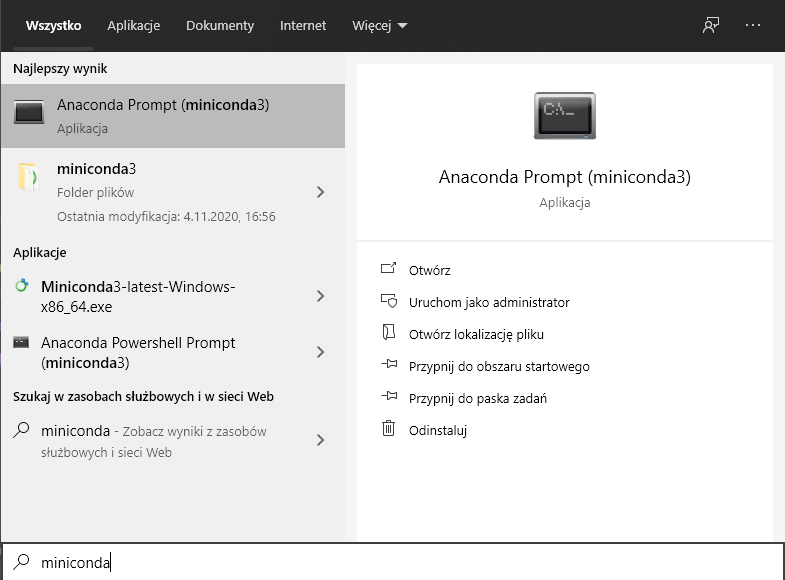 Wszystko Aplikacje Dokumenty Internet Więcej
Najlepszy wynik
Anaconda Prompt (miniconda3)
Aplikacja
miniconda3
Folder plików
Ostatnia modyfikacja: 4.11.2020, 16:56
Aplikacje
Miniconda3-latest-Windows-
x86_64.exe
Anaconda Powershell Prompt
(miniconda3)
Szukaj w zasobach służbowych i w sieci Web
miniconda - Zobacz wyniki z zasobów
służbowych i sieci Web
C:\_
Anaconda Prompt (miniconda3)
Aplikacja
Otwórz
Uruchom jako administrator
Otwórz lokalizację pliku
Przypnij do obszaru startowego
Przypnij do paska zadań
Odinstaluj
miniconda